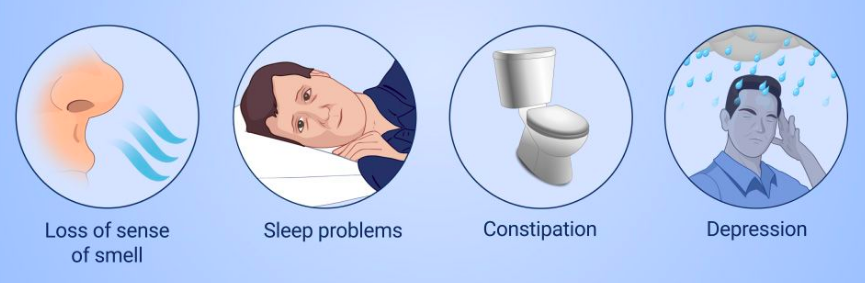 Loss of sense
of smell
Sleep problems
Constipation
Depression